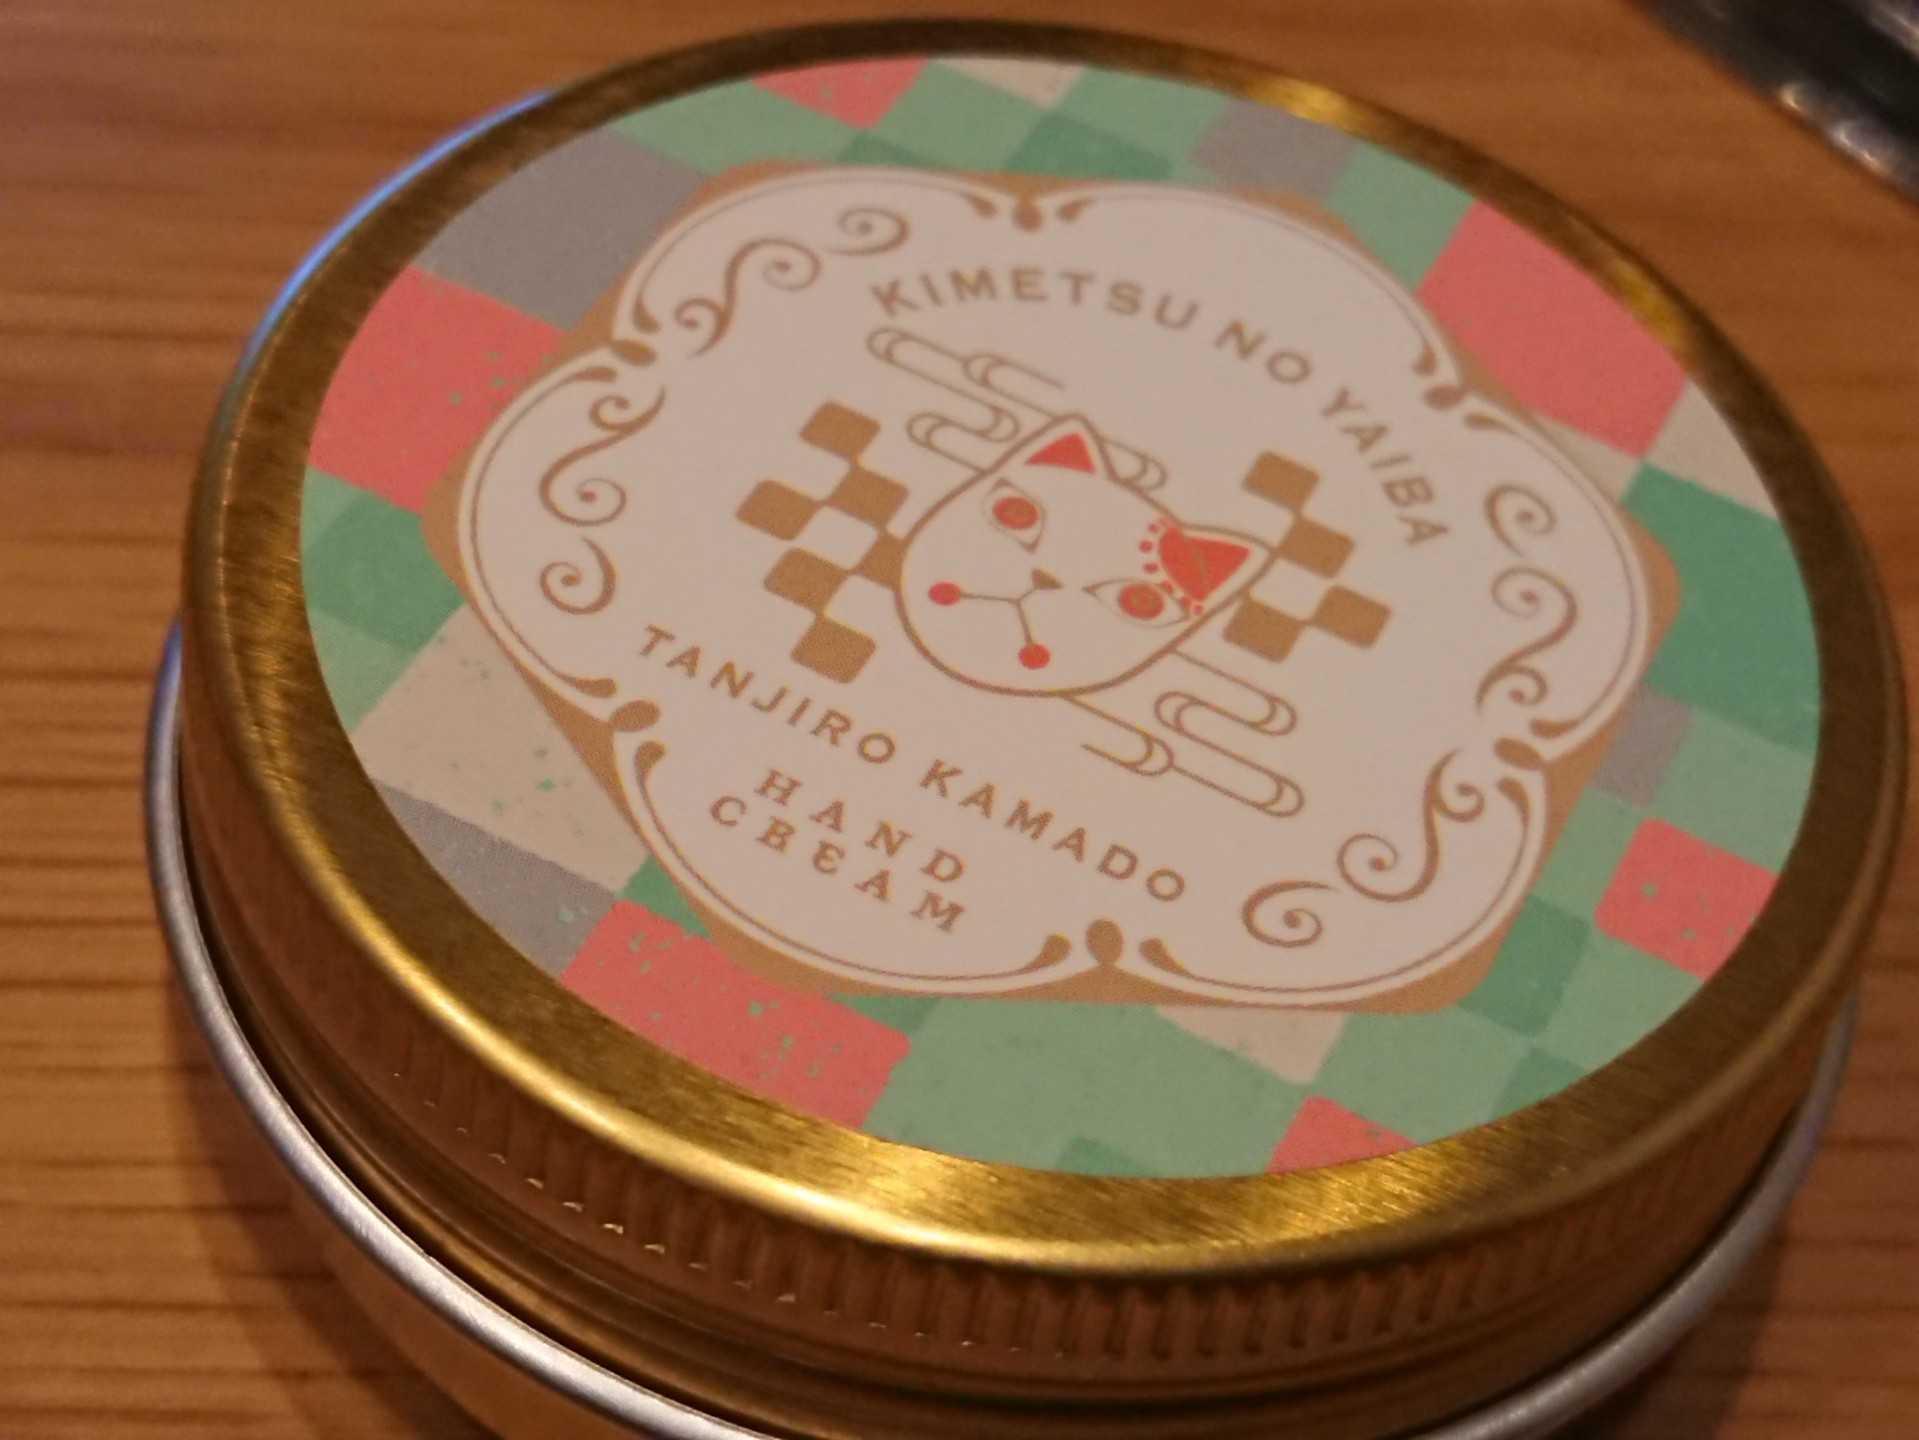 KIMETSU NO YAIBA
TANJIRO KAMADO
HAND
CREAM